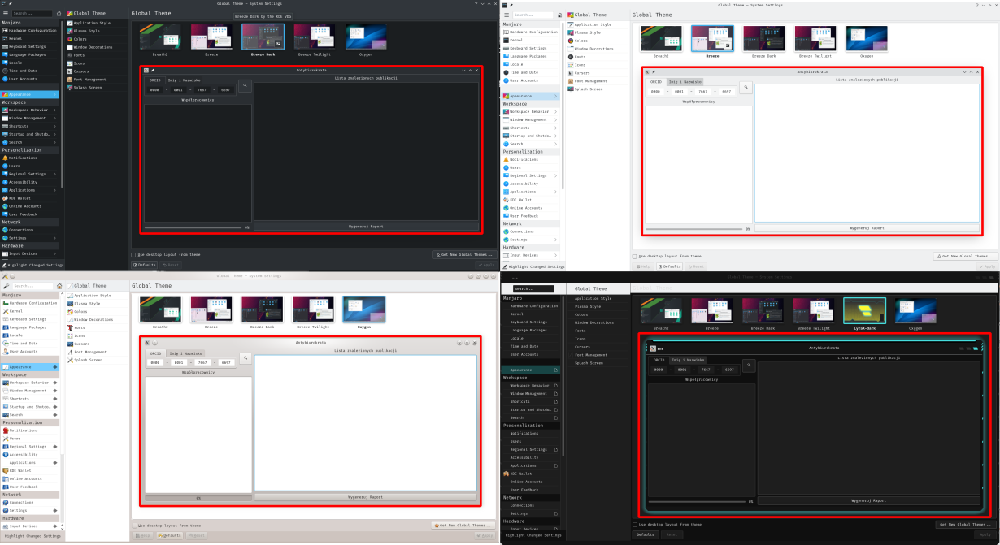 Global Theme — System Settings
Search...
Global Theme
Global Theme
Breeze Dark by the KDE VDG
Manjaro
Hardware Configuration
Kernel
Keyboard Settings
Language Packages
Locale
Time and Date
User Accounts
Appearance
Workspace
Workspace Behavior
Window Management
Shortcuts
Startup and Shutdo…
Search
Personalization
Notifications
Users
Regional Settings
Accessibility
Applications
KDE Wallet
Online Accounts
User Feedback
Network
Connections
Settings
Hardware
Input Devices
Highlight Changed Settings
Application Style
Plasma Style
Colors
Window Decorations
Fonts
Icons
Cursors
Font Management
Splash Screen
Breath2
Breeze
Breeze Dark
Breeze Twilight
Oxygen
Antybiurokrata
ORCID
Imię i Nazwisko
0000 - 0001 - 7667 - 6697
Współpracownicy
Lista znalezionych publikacji
0%
Wygeneruj Raport
Use desktop layout from theme
Get New Global Themes...
Defaults
Reset
Apply
Global Theme — System Settings
Search...
Global Theme
Global Theme
Manjaro
Hardware Configuration
Kernel
Keyboard Settings
Language Packages
Locale
Time and Date
User Accounts
Appearance
Workspace
Workspace Behavior
Window Management
Shortcuts
Startup and Shutdo…
Search
Personalization
Notifications
Users
Regional Settings
Accessibility
Applications
KDE Wallet
Online Accounts
User Feedback
Network
Connections
Settings
Hardware
Input Devices
Highlight Changed Settings
Application Style
Plasma Style
Colors
Window Decorations
Fonts
Icons
Cursors
Font Management
Splash Screen
Breath2
Breeze
Breeze Dark
Breeze Twilight
Oxygen
Antybiurokrata
ORCID
Imię i Nazwisko
0000 - 0001 - 7667 - 6697
Współpracownicy
Lista znalezionych publikacji
0%
Wygeneruj Raport
Use desktop layout from theme
Get New Global Themes...
Help
Defaults
Reset
Apply
Global Theme — System Settings
Search...
Global Theme
Global Theme
Manjaro
Hardware Configuration
Kernel
Keyboard Settings
Language Packages
Locale
Time and Date
User Accounts
Appearance
Workspace
Workspace Behavior
Window Management
Shortcuts
Startup and Shutdo…
Search
Personalization
Notifications
Users
Regional Settings
Accessibility
Applications
KDE Wallet
Online Accounts
User Feedback
Network
Connections
Settings
Hardware
Input Devices
Highlight Changed Settings
Application Style
Plasma Style
Colors
Window Decorations
Fonts
Icons
Cursors
Font Management
Splash Screen
Breath2
Breeze
Breeze Dark
Breeze Twilight
Oxygen
Antybiurokrata
ORCID
Imię i Nazwisko
0000 - 0001 - 7667 - 6697
Współpracownicy
Lista znalezionych publikacji
0%
Wygeneruj Raport
Use desktop layout from theme
Get New Global Themes...
Help
Defaults
Reset
Apply
Global Theme — System Settings
Search...
Global Theme
Manjaro
Hardware Configuration
Kernel
Keyboard Settings
Language Packages
Locale
Time and Date
User Accounts
Appearance
Workspace
Workspace Behavior
Window Management
Shortcuts
Startup and Shutdo…
Search
Personalization
Notifications
Users
Regional Settings
Accessibility
Applications
KDE Wallet
Online Accounts
User Feedback
Network
Connections
Settings
Hardware
Input Devices
Highlight Changed Settings
Application Style
Plasma Style
Colors
Window Decorations
Fonts
Icons
Cursors
Font Management
Splash Screen
Breath2
Breeze
Breeze Dark
Breeze Twilight
LyraX-dark
Oxygen
Antybiurokrata
ORCID
Imię i Nazwisko
0000 - 0001 - 7667 - 6697
Współpracownicy
Lista znalezionych publikacji
0%
Wygeneruj Raport
Use desktop layout from theme
Get New Global Themes...
Defaults
Reset
Apply